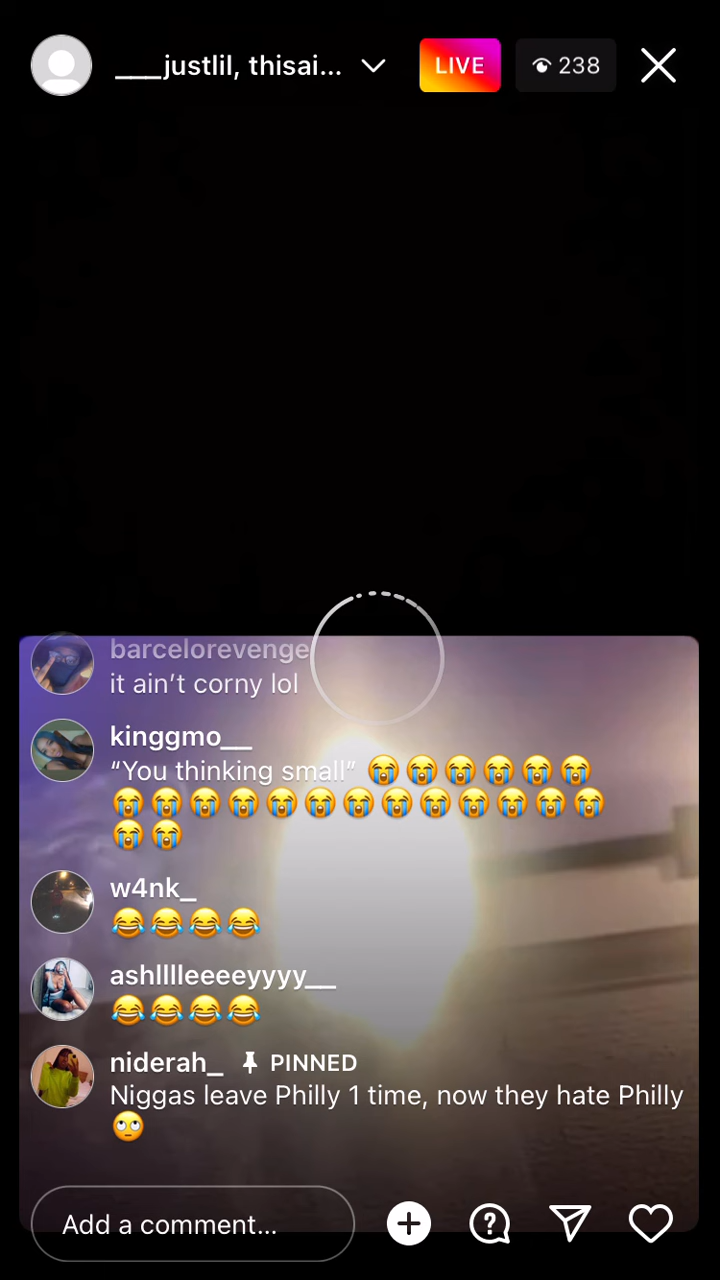 ___justlil, thisai...
LIVE
238
barcelorevenge
it ain’t corny lol
kinggmo__
“You thinking small” 😭😭😭😭😭😭
😭😭😭😭😭😭😭😭😭😭😭😭😭
😭😭
w4nk_
😂😂😂😂
ashlllleeeeyyyy__
😂😂😂😂
niderah_ 📌 PINNED
Niggas leave Philly 1 time, now they hate Philly
🙄
Add a comment...